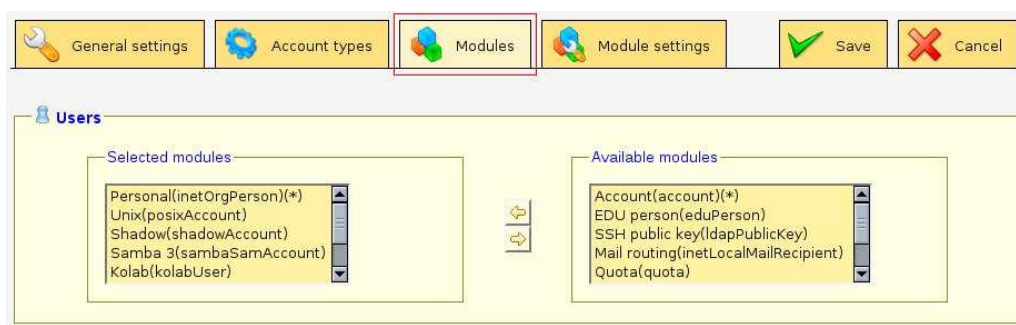 General settings
Account types
Modules
Module settings
Save
Cancel
Users
Selected modules
Personal(inetOrgPerson)(*)
Unix(posixAccount)
Shadow(shadowAccount)
Samba 3(sambaSamAccount)
Kolab(kolabUser)
Available modules
Account(account)(*)
EDU person(eduPerson)
SSH public key(ldapPublicKey)
Mail routing(inetLocalMailRecipient)
Quota(quota)